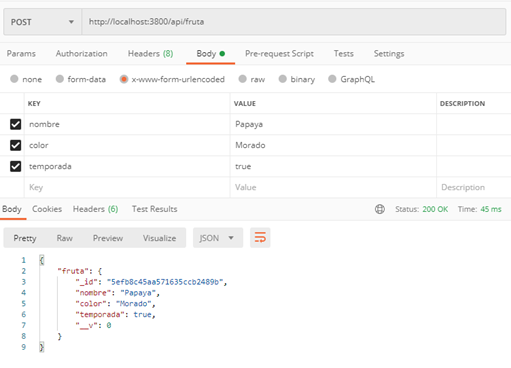 POST http://localhost:3800/api/fruta
Params Authorization Headers (8) Body Pre-request Script Tests Settings
none form-data x-www-form-urlencoded raw binary GraphQL
KEY VALUE DESCRIPTION
nombre Papaya
color Morado
temporada true
Key Value Description
Body Cookies Headers (6) Test Results Status: 200 OK Time: 45 ms
Pretty Raw Preview Visualize JSON
1 {
2 "fruta": {
3 "_id": "5efb8c45aa571635ccb2489b",
4 "nombre": "Papaya",
5 "color": "Morado",
6 "temporada": true,
7 "__v": 0
8 }
9 }